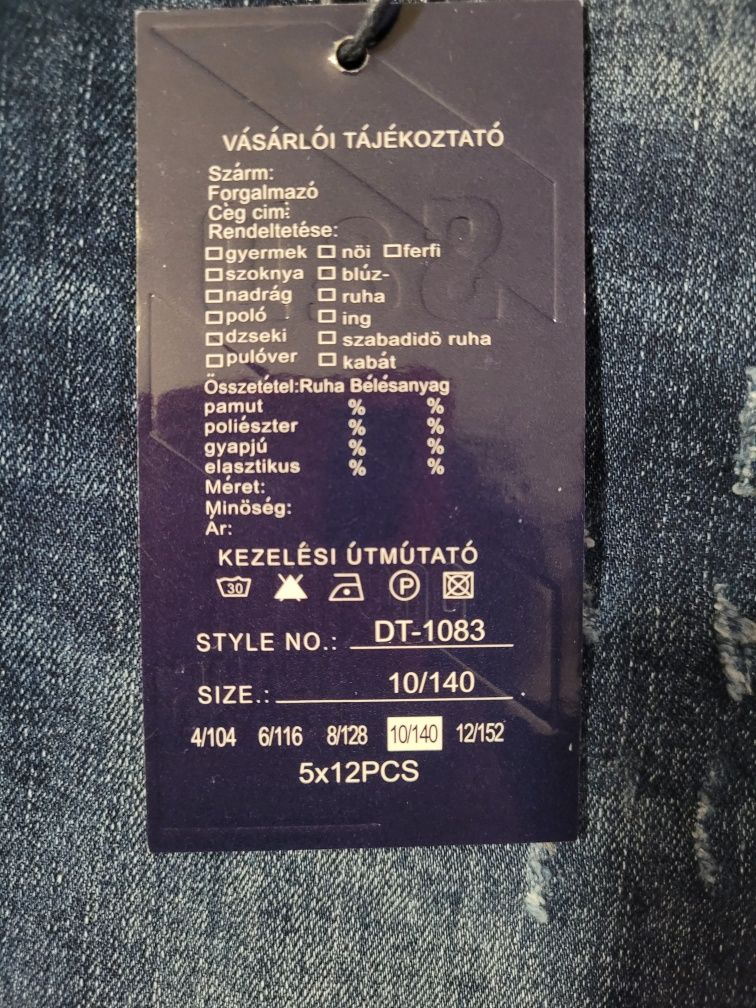 VÁSÁRLÓI TÁJÉKOZTATÓ
Szárm:
Forgalmazó
Ceg cim:
Rendeltetése:
gyermek nöi ferfi
szoknya blúz-
nadrág ruha
poló ing
dzseki szabadidö ruha
pulóver kabát
Összetétel:Ruha Bélésanyag
pamut % %
poliészter % %
gyapjú % %
elasztikus % %
Méret:
Minöség:
Ár:
KEZELÉSI ÚTMÚTATÓ
30 P
STYLE NO.: DT-1083
SIZE.: 10/140
4/104 6/116 8/128 10/140 12/152
5x12PCS